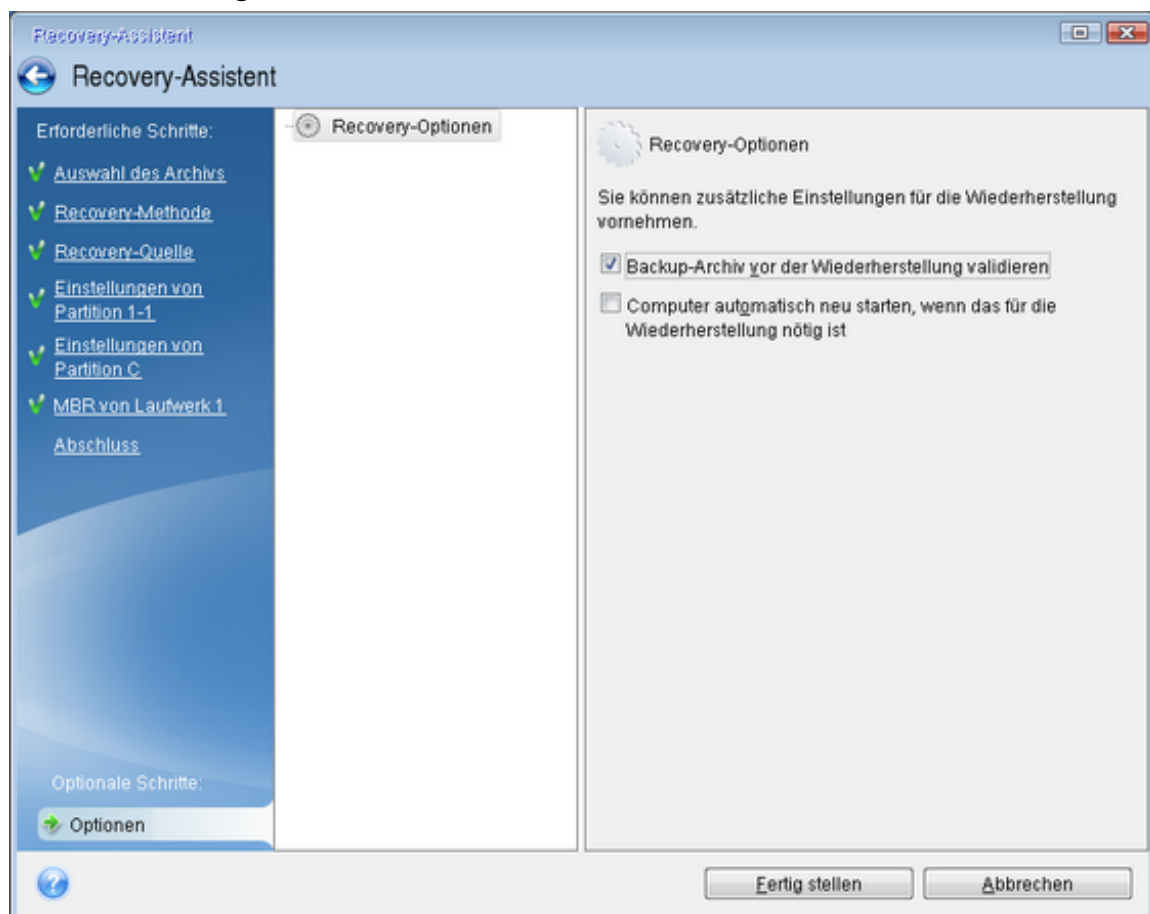 Recovery-Assistent
Recovery-Assistent
Erforderliche Schritte:
Auswahl des Archivs
Recovery-Methode
Recovery-Quelle
Einstellungen von
Partition 1-1
Einstellungen von
Partition C
MBR von Laufwerk 1
Abschluss
Optionale Schritte:
Optionen
Recovery-Optionen
Recovery-Optionen
Sie können zusätzliche Einstellungen für die Wiederherstellung
vornehmen.
Backup-Archiv vor der Wiederherstellung validieren
Computer automatisch neu starten, wenn das für die
Wiederherstellung nötig ist
Fertig stellen
Abbrechen